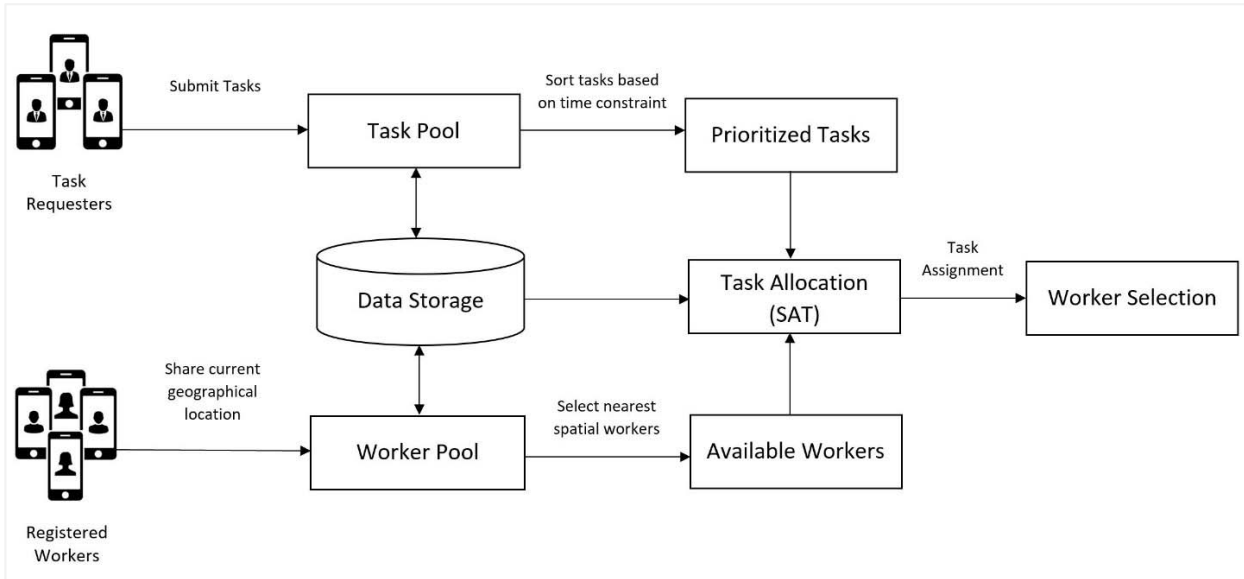 Submit Tasks
Sort tasks based
on time constraint
Task Pool
Prioritized Tasks
Task
Requesters
Task
Assignment
Data Storage
Task Allocation
(SAT)
Worker Selection
Share current
geographical
location
Select nearest
spatial workers
Worker Pool
Available Workers
Registered
Workers